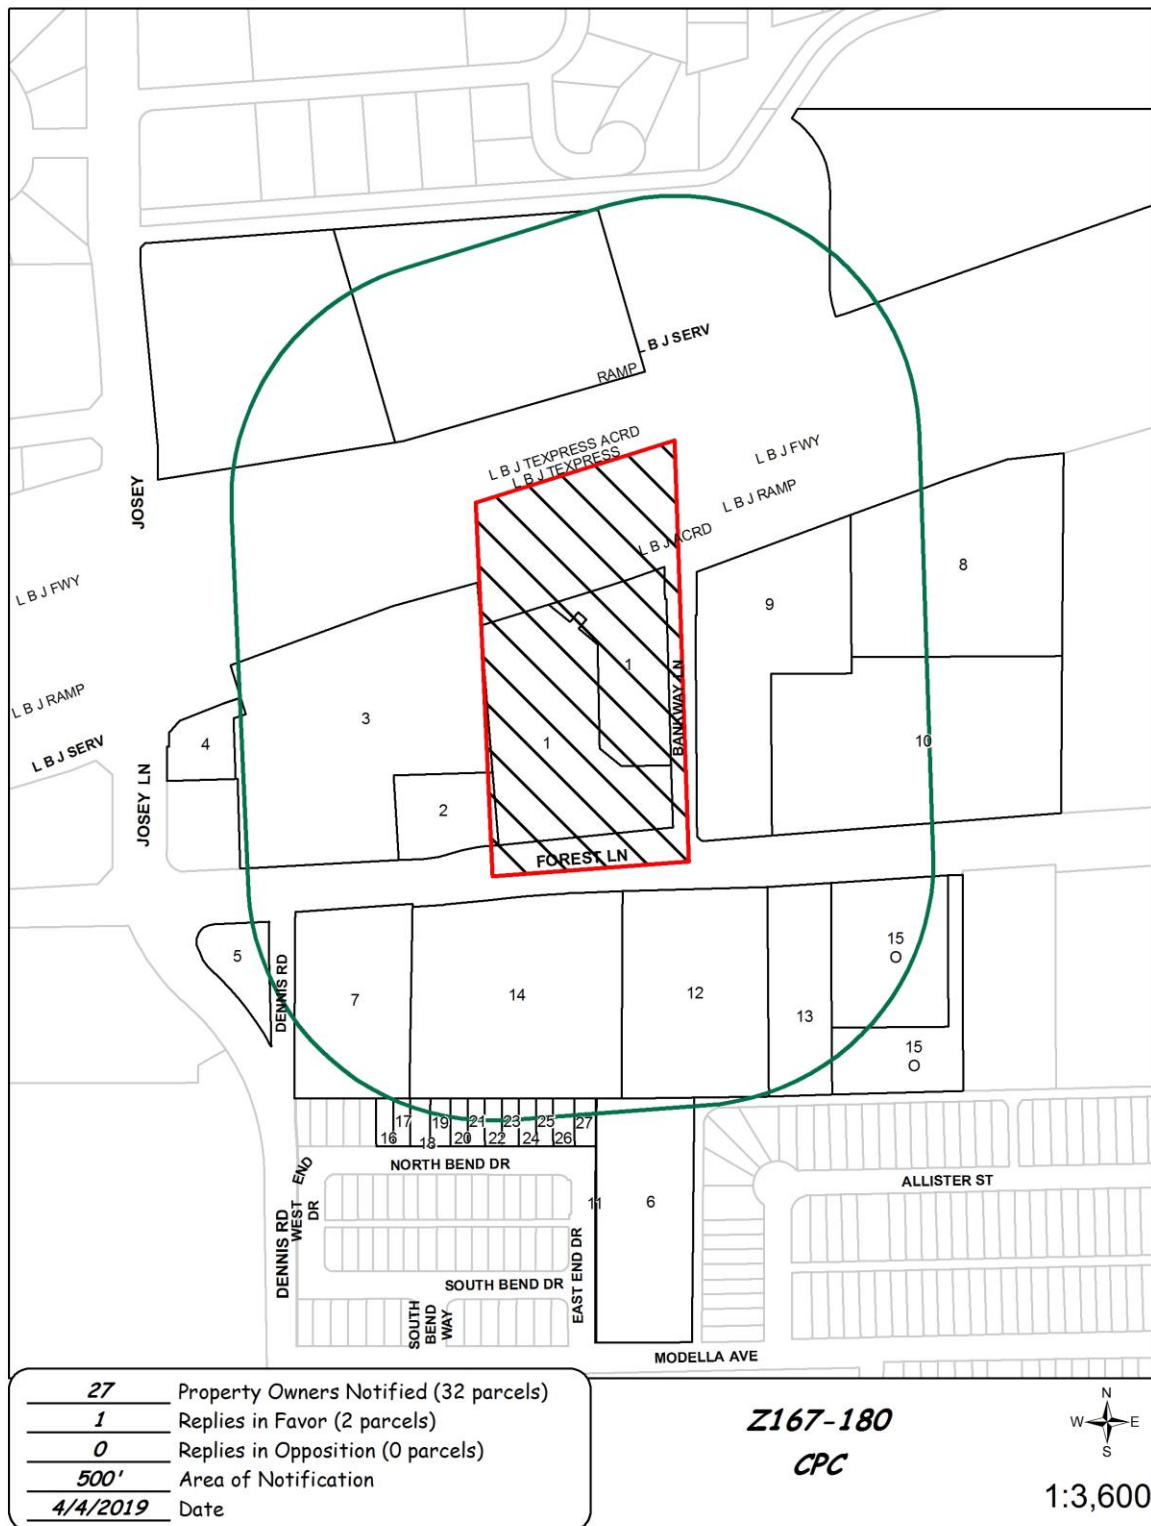 B J SERV
RAMP
L B J TEXPRESS ACRD
L B J TEXPRESS
L B J FWY
JOSEY
L B J RAMP
L B J ACRD
8
L B J FWY
9
1
L B J RAMP
BANKWAY LN
3
4
1
10
L B J SERV
JOSEY LN
2
FOREST LN
15
O
5
DENNIS RD
7
14
12
13
15
O
17
19
21
23
25
27
16
18
20
22
24
26
NORTH BEND DR
WEST END DR
ALLISTER ST
11
6
DENNIS RD
EAST END DR
SOUTH BEND DR
SOUTH
BEND
WAY
MODELLA AVE
27 Property Owners Notified (32 parcels)
1 Replies in Favor (2 parcels)
0 Replies in Opposition (0 parcels)
500' Area of Notification
4/4/2019 Date
Z167-180
CPC
N
W E
S
1:3,600